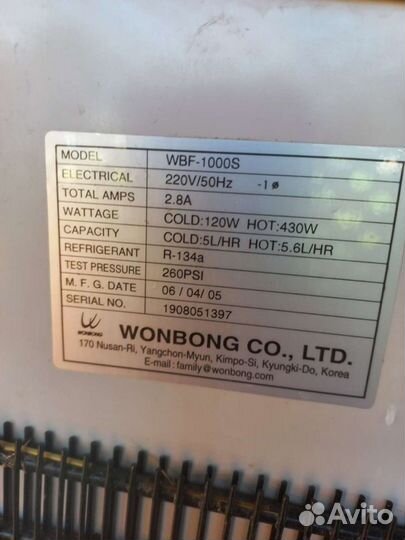 MODEL WBF-1000S
ELECTRICAL 220V/50Hz -1ø
TOTAL AMPS 2.8A
WATTAGE COLD:120W HOT:430W
CAPACITY COLD:5L/HR HOT:5.6L/HR
REFRIGERANT R-134a
TEST PRESSURE 260PSI
M. F. G. DATE 06 / 04 / 05
SERIAL NO. 1908051397
WONBONG WONBONG CO., LTD.
170 Nusan-Ri, Yangchon-Myun, Kimpo-Si, Kyungki-Do, Korea
E-mail : family@wonbong.com
Avito